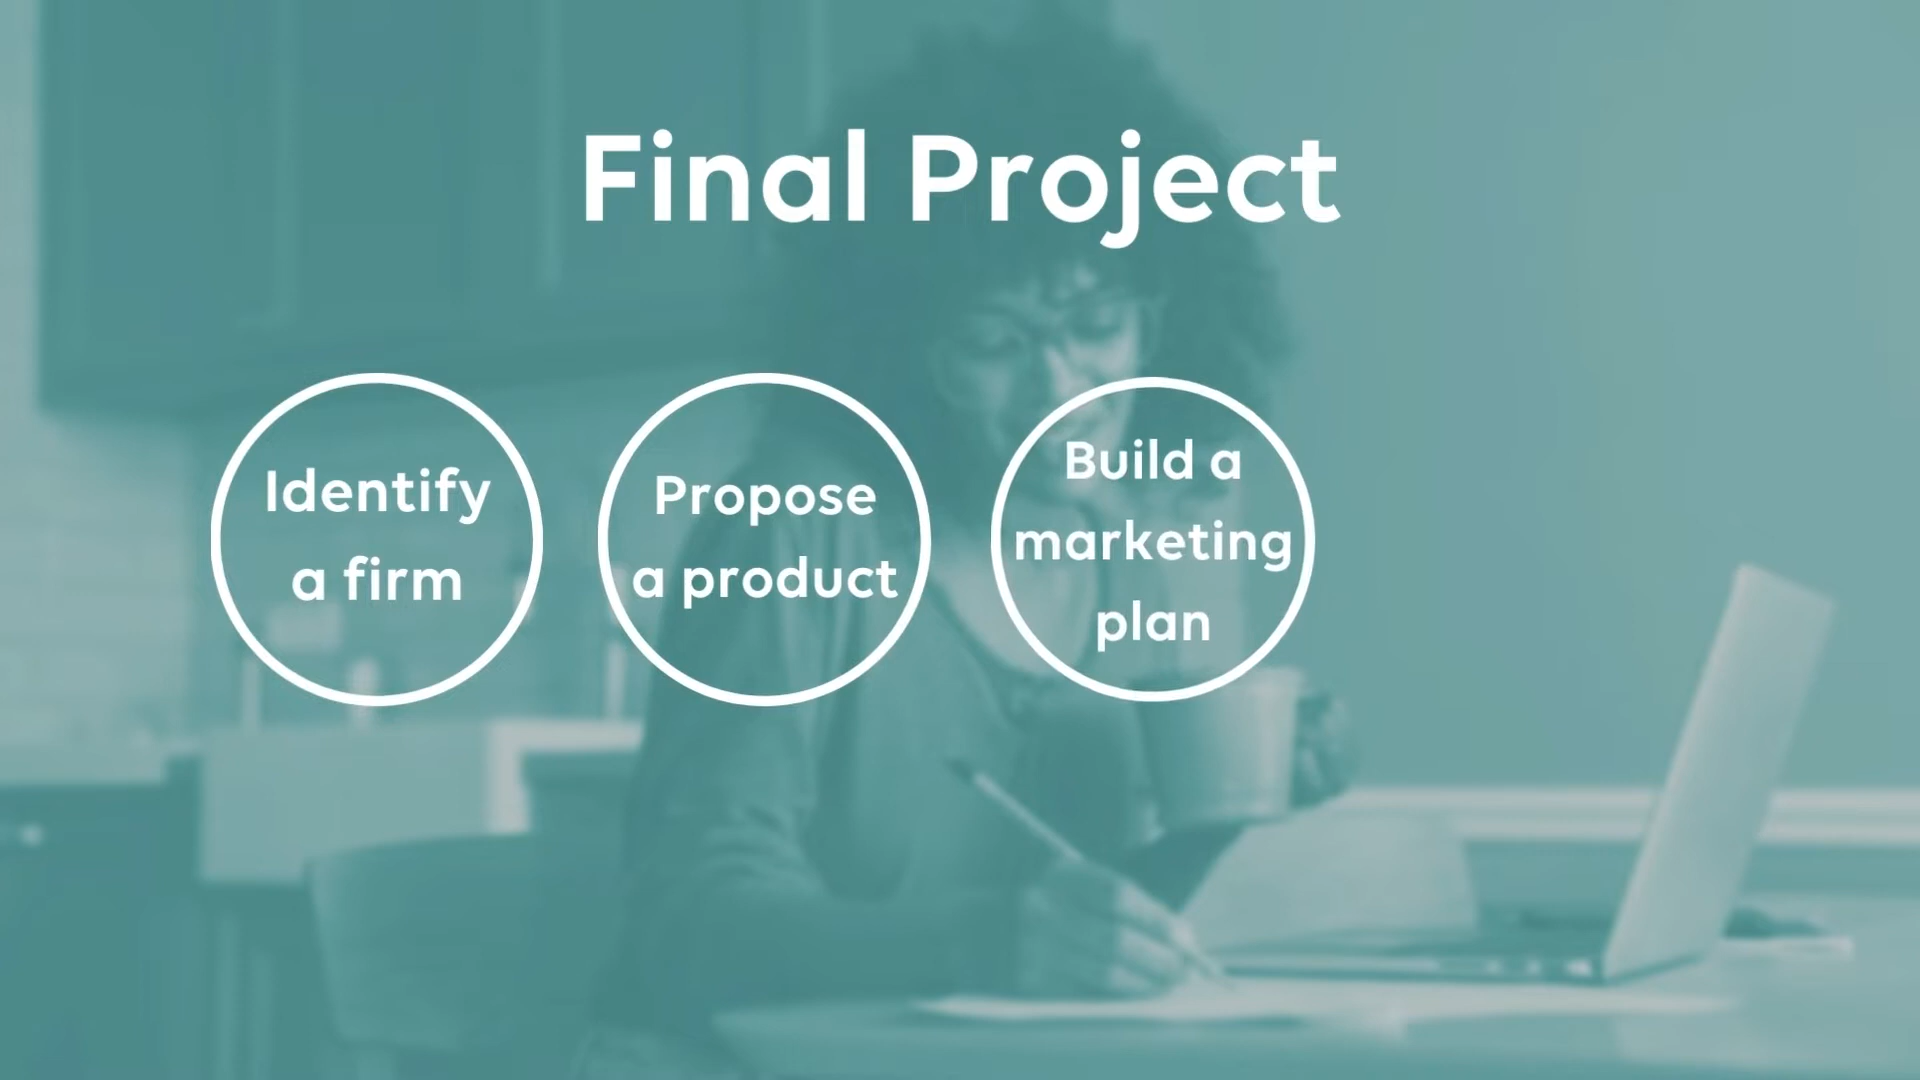 Final Project
Identify
a firm
Propose
a product
Build a
marketing
plan